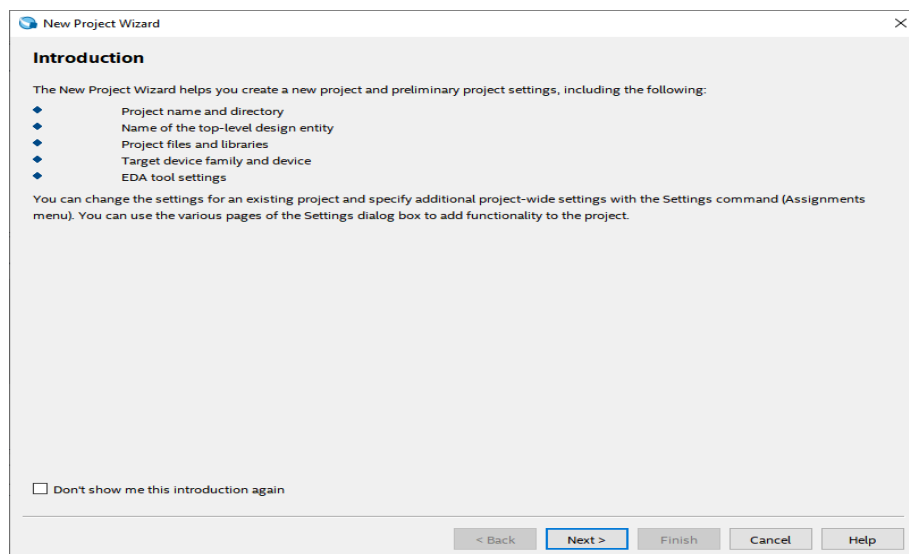 New Project Wizard
Introduction
The New Project Wizard helps you create a new project and preliminary project settings, including the following:
Project name and directory
Name of the top-level design entity
Project files and libraries
Target device family and device
EDA tool settings
You can change the settings for an existing project and specify additional project-wide settings with the Settings command (Assignments
menu). You can use the various pages of the Settings dialog box to add functionality to the project.
Don't show me this introduction again
< Back Next > Finish Cancel Help